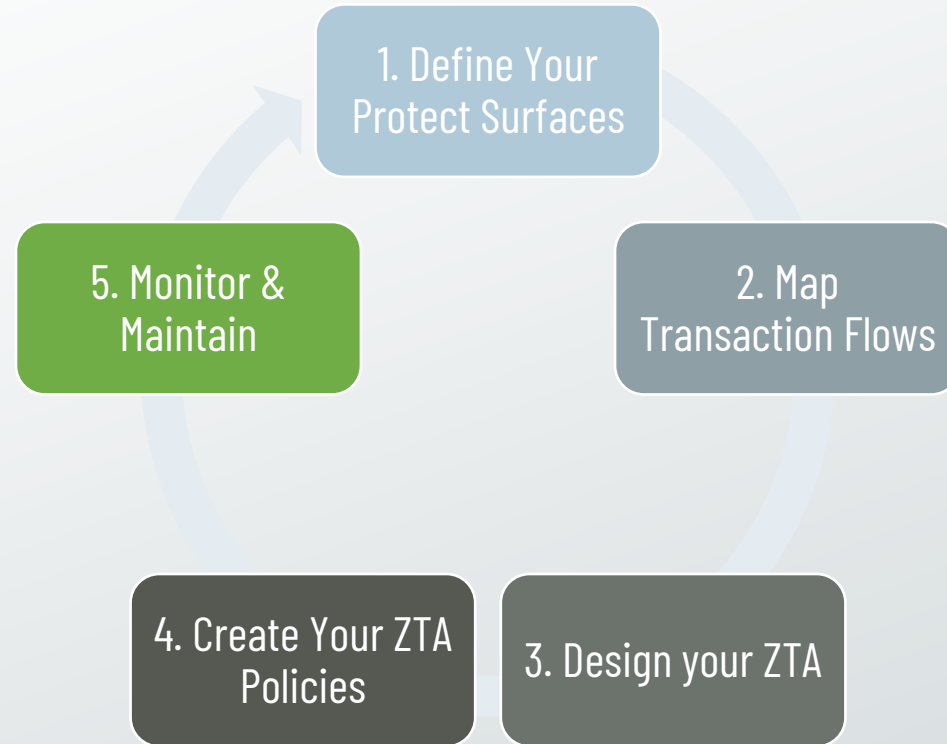 1. Define Your
Protect Surfaces
2. Map
Transaction Flows
3. Design your ZTA
4. Create Your ZTA
Policies
5. Monitor &
Maintain